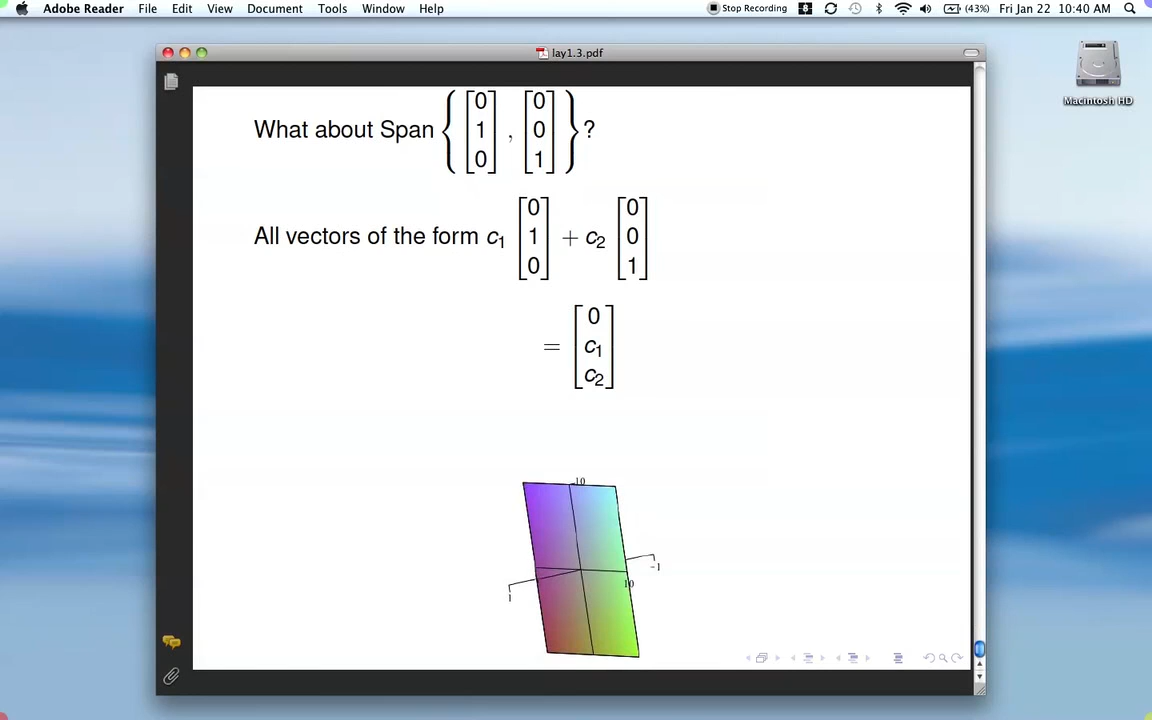 Adobe Reader File Edit View Document Tools Window Help Stop Recording (43%) Fri Jan 22 10:40 AM
lay1.3.pdf
Macintosh HD
What about Span { [0 1 0] , [0 0 1] } ?
All vectors of the form c₁ [0 1 0] + c₂ [0 0 1]
= [0 c₁ c₂]
-10
-1
10
1